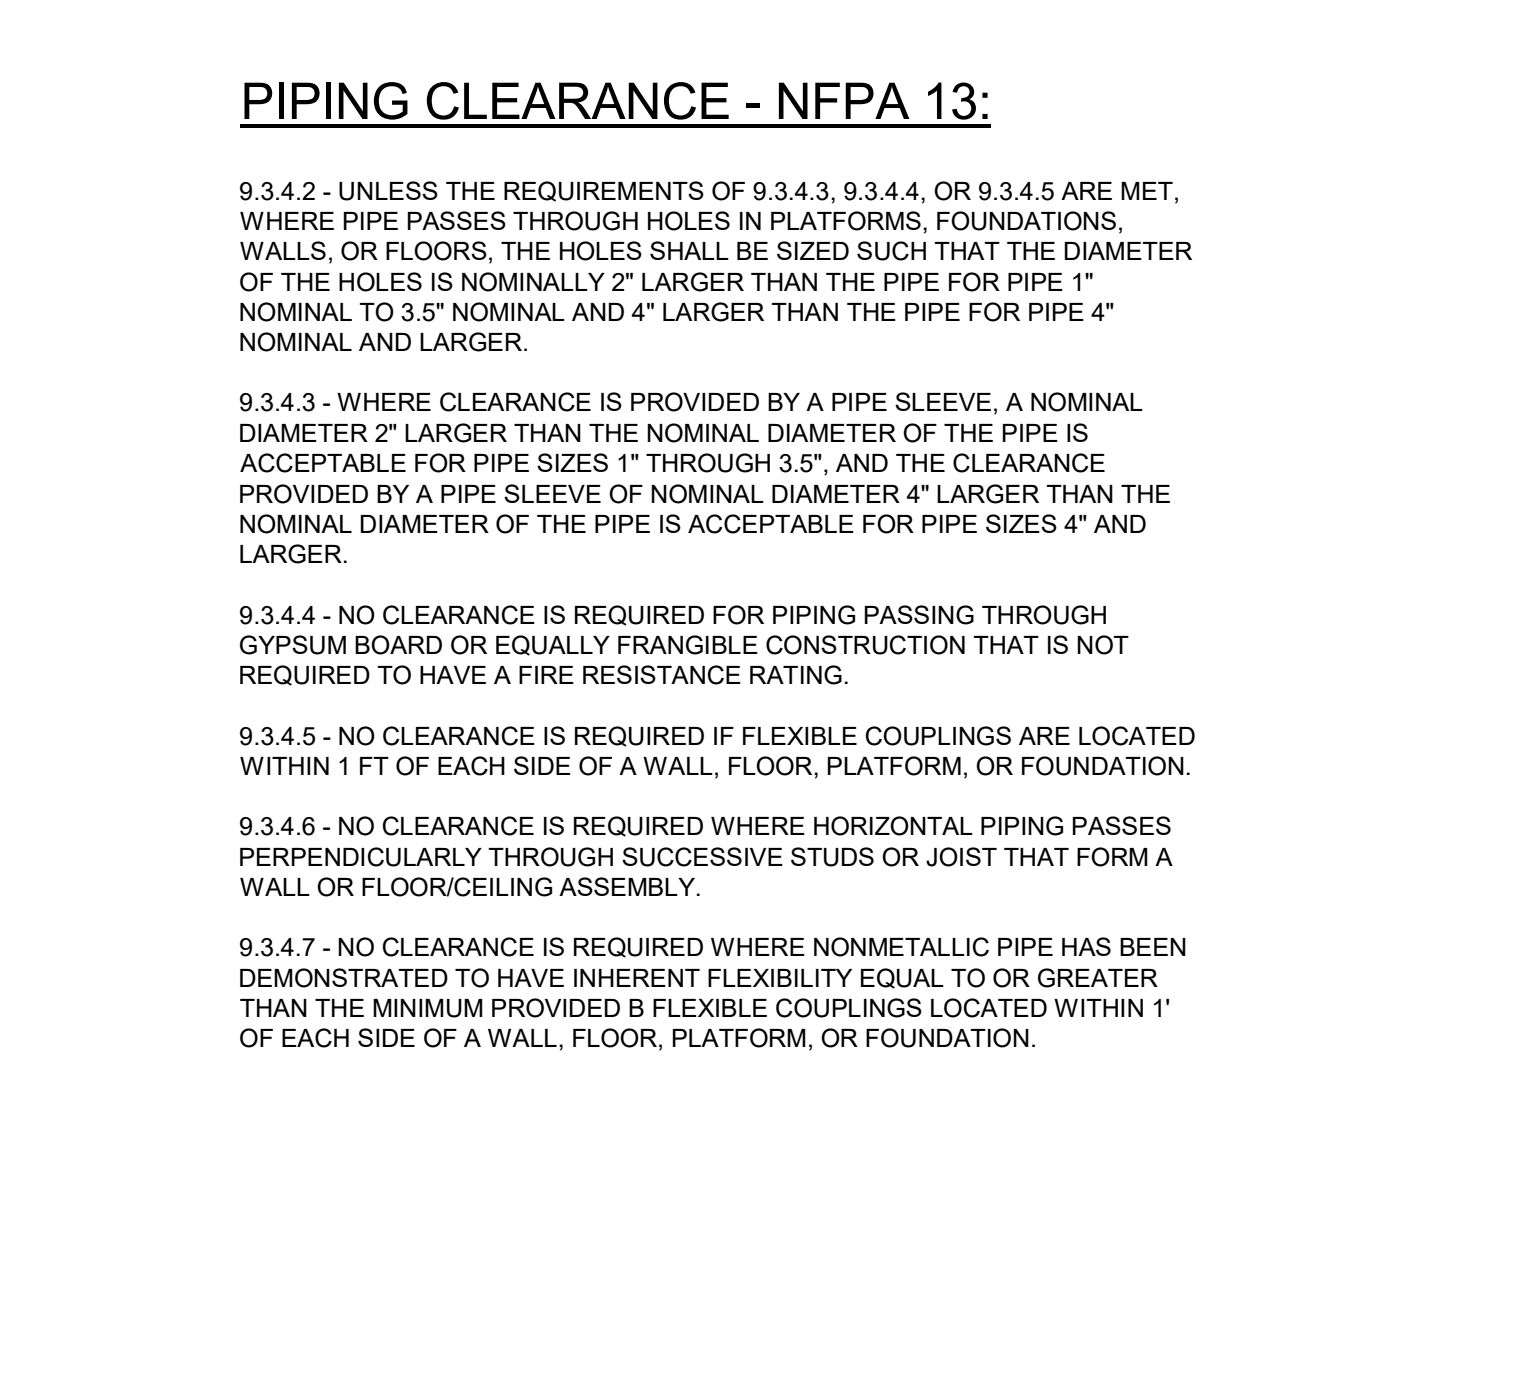 PIPING CLEARANCE - NFPA 13:
9.3.4.2 - UNLESS THE REQUIREMENTS OF 9.3.4.3, 9.3.4.4, OR 9.3.4.5 ARE MET,
WHERE PIPE PASSES THROUGH HOLES IN PLATFORMS, FOUNDATIONS,
WALLS, OR FLOORS, THE HOLES SHALL BE SIZED SUCH THAT THE DIAMETER
OF THE HOLES IS NOMINALLY 2" LARGER THAN THE PIPE FOR PIPE 1"
NOMINAL TO 3.5" NOMINAL AND 4" LARGER THAN THE PIPE FOR PIPE 4"
NOMINAL AND LARGER.
9.3.4.3 - WHERE CLEARANCE IS PROVIDED BY A PIPE SLEEVE, A NOMINAL
DIAMETER 2" LARGER THAN THE NOMINAL DIAMETER OF THE PIPE IS
ACCEPTABLE FOR PIPE SIZES 1" THROUGH 3.5", AND THE CLEARANCE
PROVIDED BY A PIPE SLEEVE OF NOMINAL DIAMETER 4" LARGER THAN THE
NOMINAL DIAMETER OF THE PIPE IS ACCEPTABLE FOR PIPE SIZES 4" AND
LARGER.
9.3.4.4 - NO CLEARANCE IS REQUIRED FOR PIPING PASSING THROUGH
GYPSUM BOARD OR EQUALLY FRANGIBLE CONSTRUCTION THAT IS NOT
REQUIRED TO HAVE A FIRE RESISTANCE RATING.
9.3.4.5 - NO CLEARANCE IS REQUIRED IF FLEXIBLE COUPLINGS ARE LOCATED
WITHIN 1 FT OF EACH SIDE OF A WALL, FLOOR, PLATFORM, OR FOUNDATION.
9.3.4.6 - NO CLEARANCE IS REQUIRED WHERE HORIZONTAL PIPING PASSES
PERPENDICULARLY THROUGH SUCCESSIVE STUDS OR JOIST THAT FORM A
WALL OR FLOOR/CEILING ASSEMBLY.
9.3.4.7 - NO CLEARANCE IS REQUIRED WHERE NONMETALLIC PIPE HAS BEEN
DEMONSTRATED TO HAVE INHERENT FLEXIBILITY EQUAL TO OR GREATER
THAN THE MINIMUM PROVIDED B FLEXIBLE COUPLINGS LOCATED WITHIN 1'
OF EACH SIDE OF A WALL, FLOOR, PLATFORM, OR FOUNDATION.